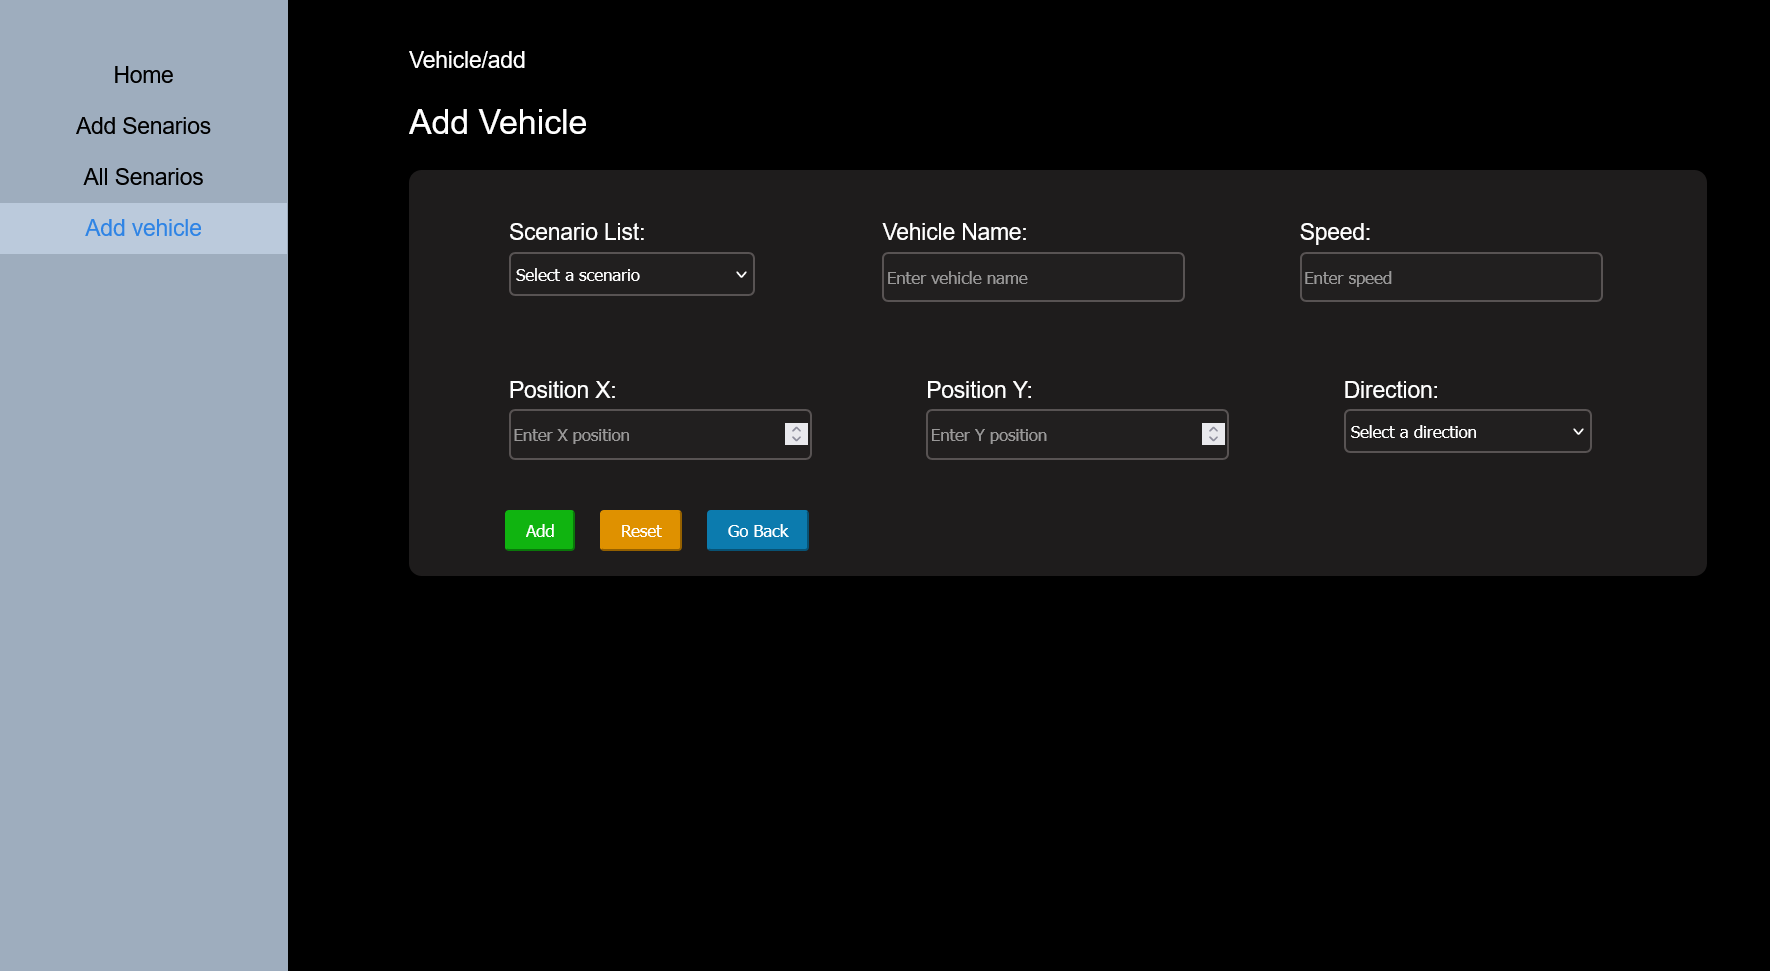 Home
Add Senarios
All Senarios
Add vehicle
Vehicle/add
Add Vehicle
Scenario List:
Select a scenario
Vehicle Name:
Enter vehicle name
Speed:
Enter speed
Position X:
Enter X position
Position Y:
Enter Y position
Direction:
Select a direction
Add
Reset
Go Back